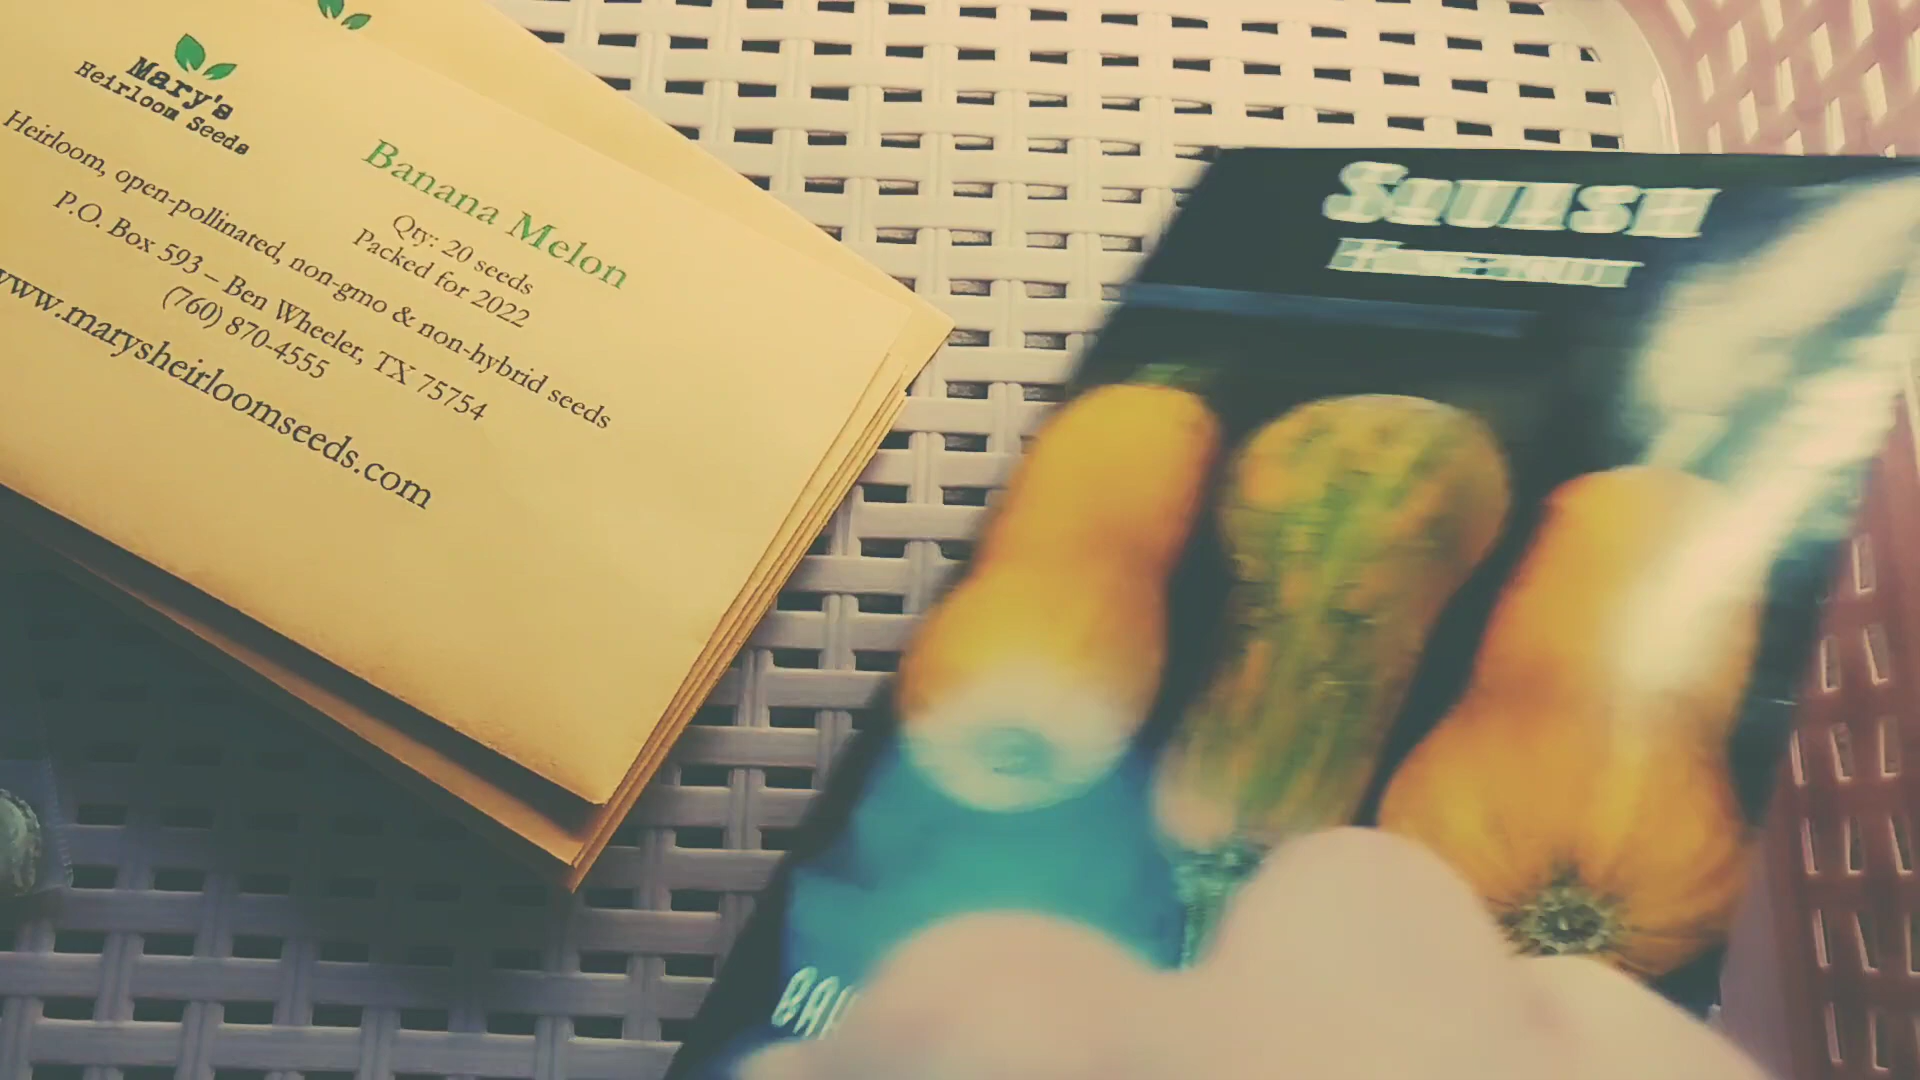 Mary's
Heirloom Seeds
Banana Melon
Qty: 20 seeds
Packed for 2022
Heirloom, open-pollinated, non-gmo & non-hybrid seeds
P.O. Box 593 – Ben Wheeler, TX 75754
(760) 870-4555
www.marysheirloomseeds.com
SQUASH